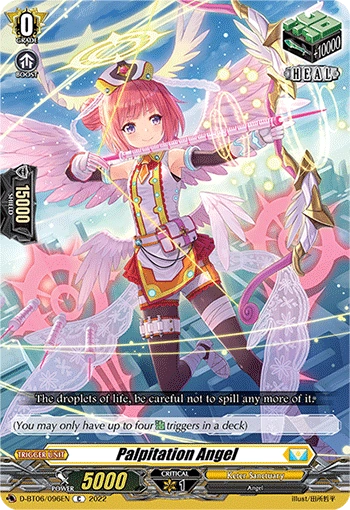 0
GRADE
BOOST
+10000
HEAL
15000
SHIELD
The droplets of life, be careful not to spill any more of it.
(You may only have up to four 治 triggers in a deck)
TRIGGER UNIT
Palpitation Angel
POWER 5000
CRITICAL
1
Keter Sanctuary
Angel
D-BT06/096EN C 2022
illust/田所哲平